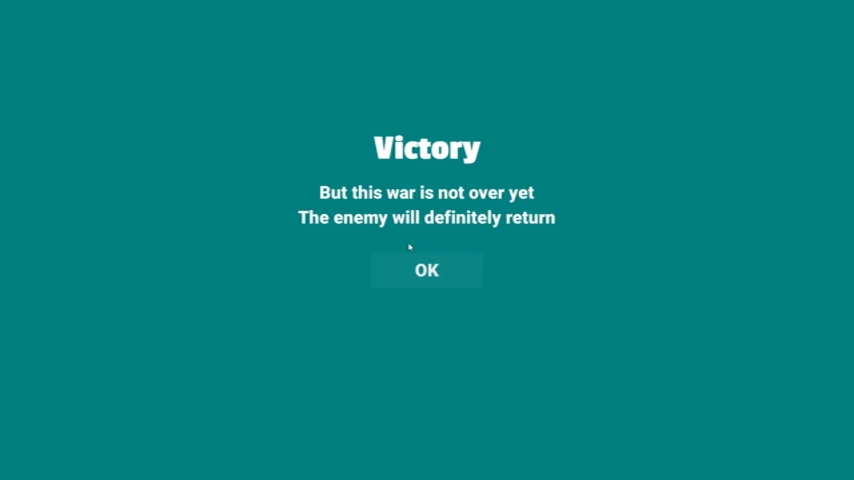 Victory
But this war is not over yet
The enemy will definitely return
OK